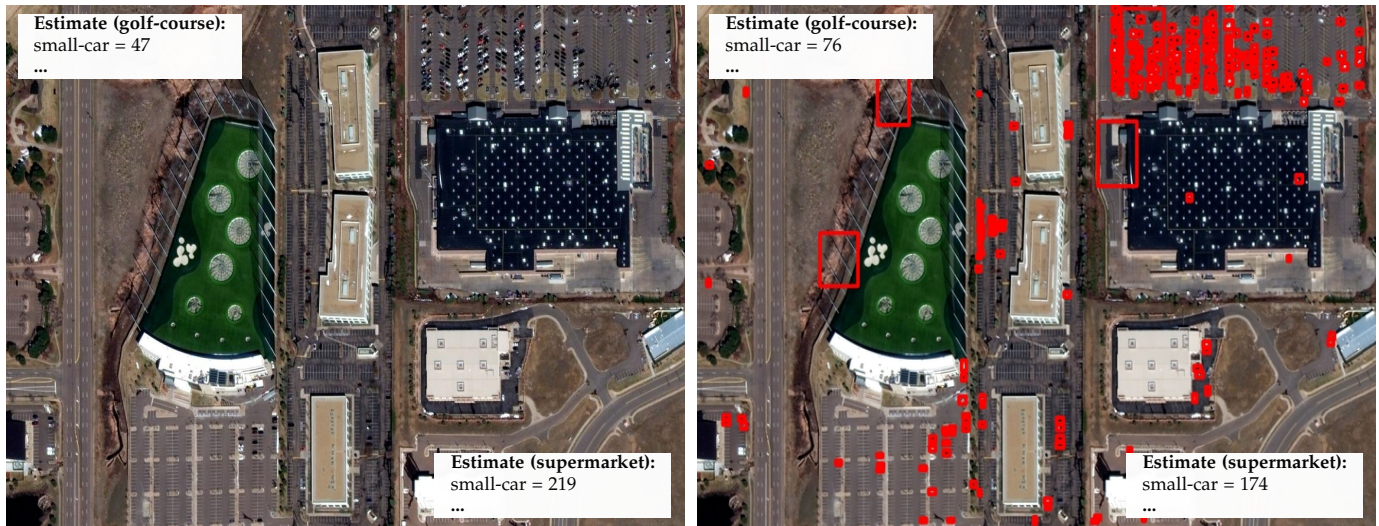 Estimate (golf-course):
small-car = 47
...
Estimate (supermarket):
small-car = 219
...
Estimate (golf-course):
small-car = 76
...
Estimate (supermarket):
small-car = 174
...